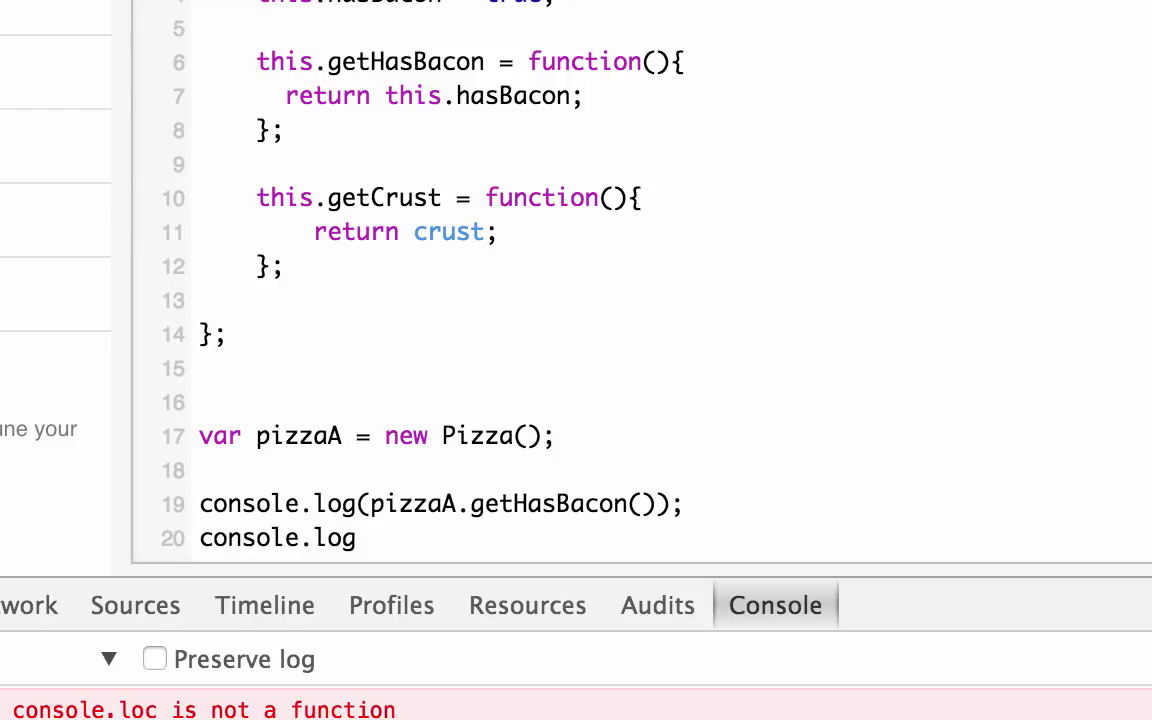 4 this.hasBacon = true;
5
6 this.getHasBacon = function(){
7 return this.hasBacon;
8 };
9
10 this.getCrust = function(){
11 return crust;
12 };
13
14 };
15
16
une your
17 var pizzaA = new Pizza();
18
19 console.log(pizzaA.getHasBacon());
20 console.log
work Sources Timeline Profiles Resources Audits Console
▼ Preserve log
console.loc is not a function